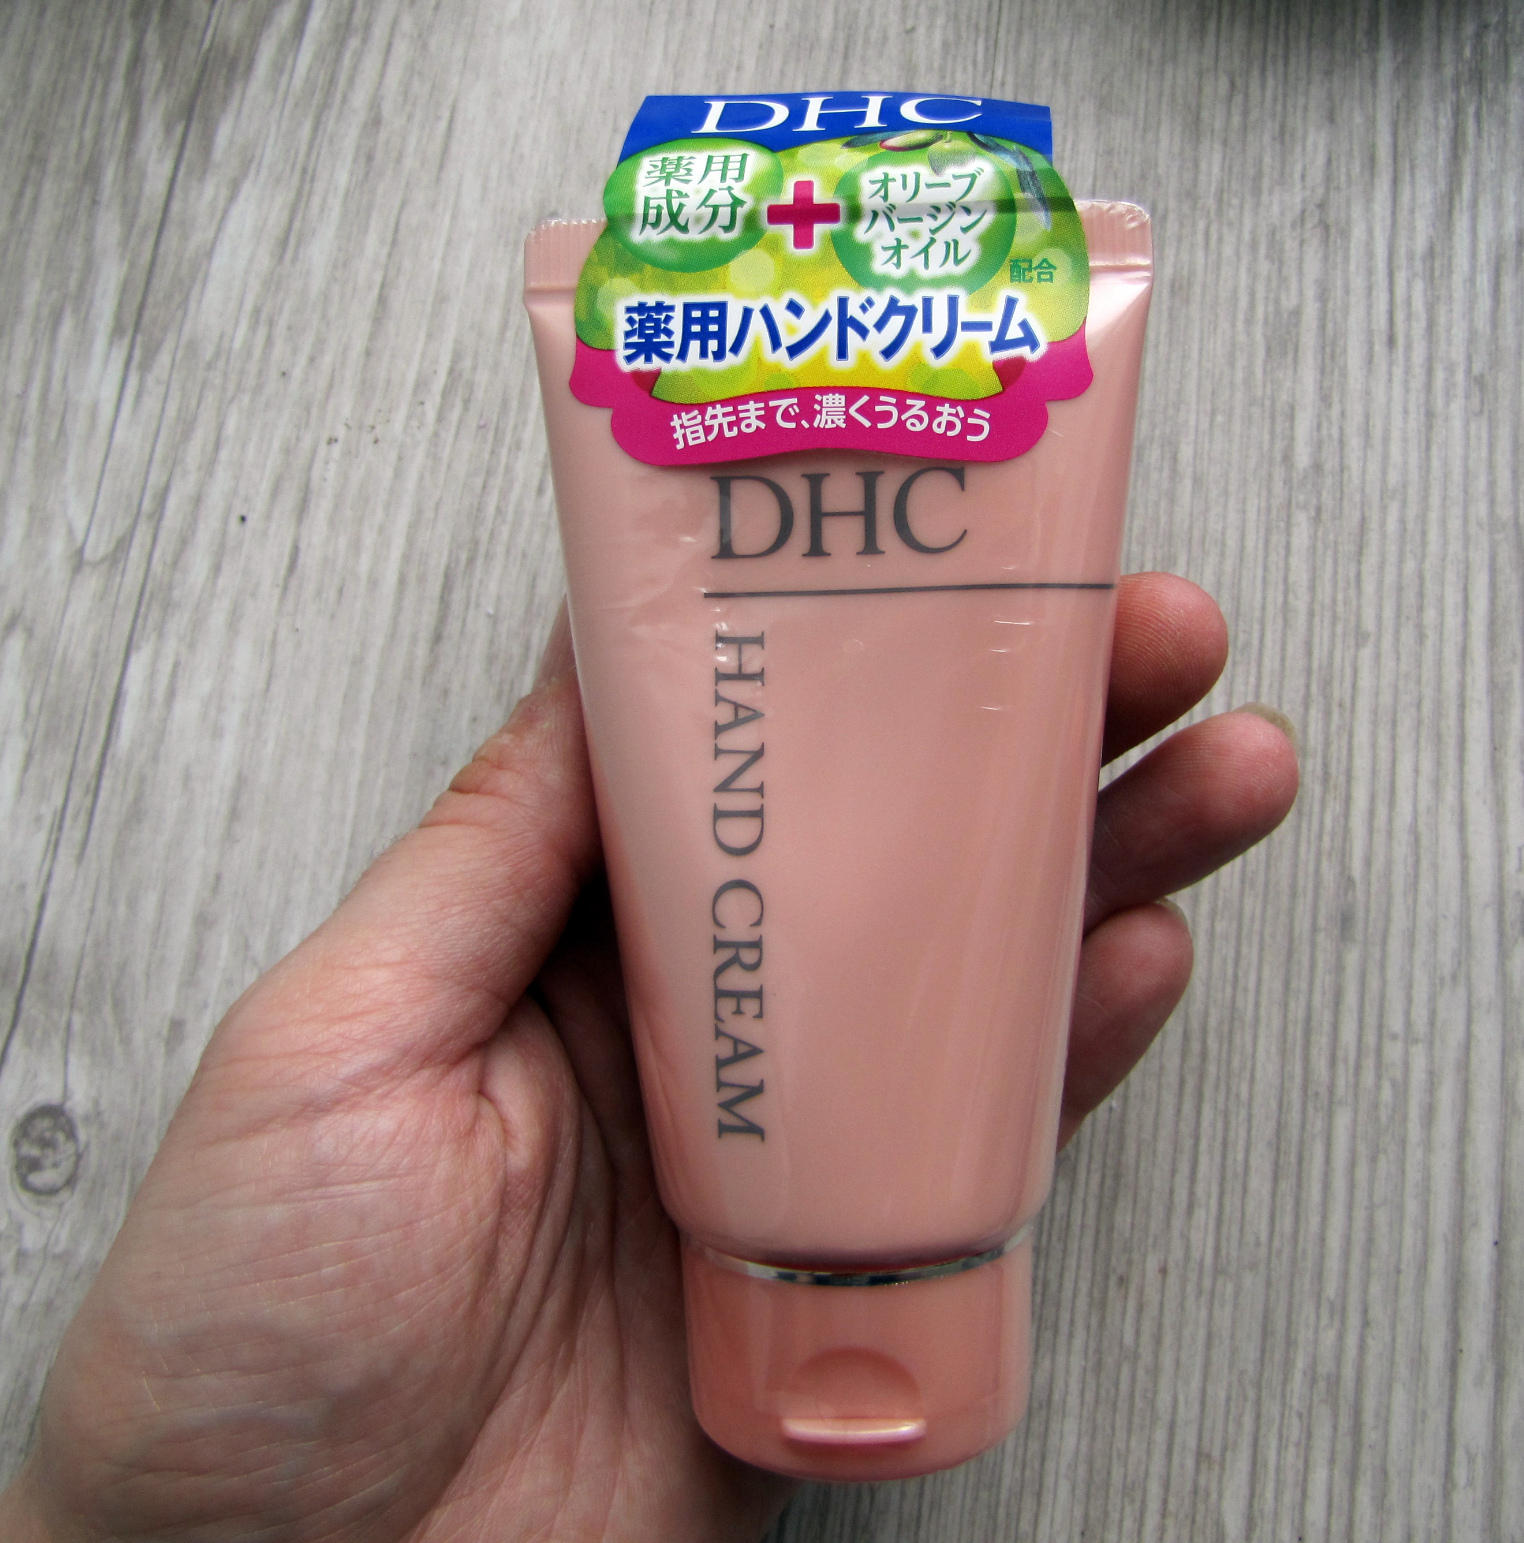 DHC
薬用
成分
+
オリーブ
バージン
オイル
配合
薬用ハンドクリーム
指先まで、濃くうるおう
DHC
HAND CREAM